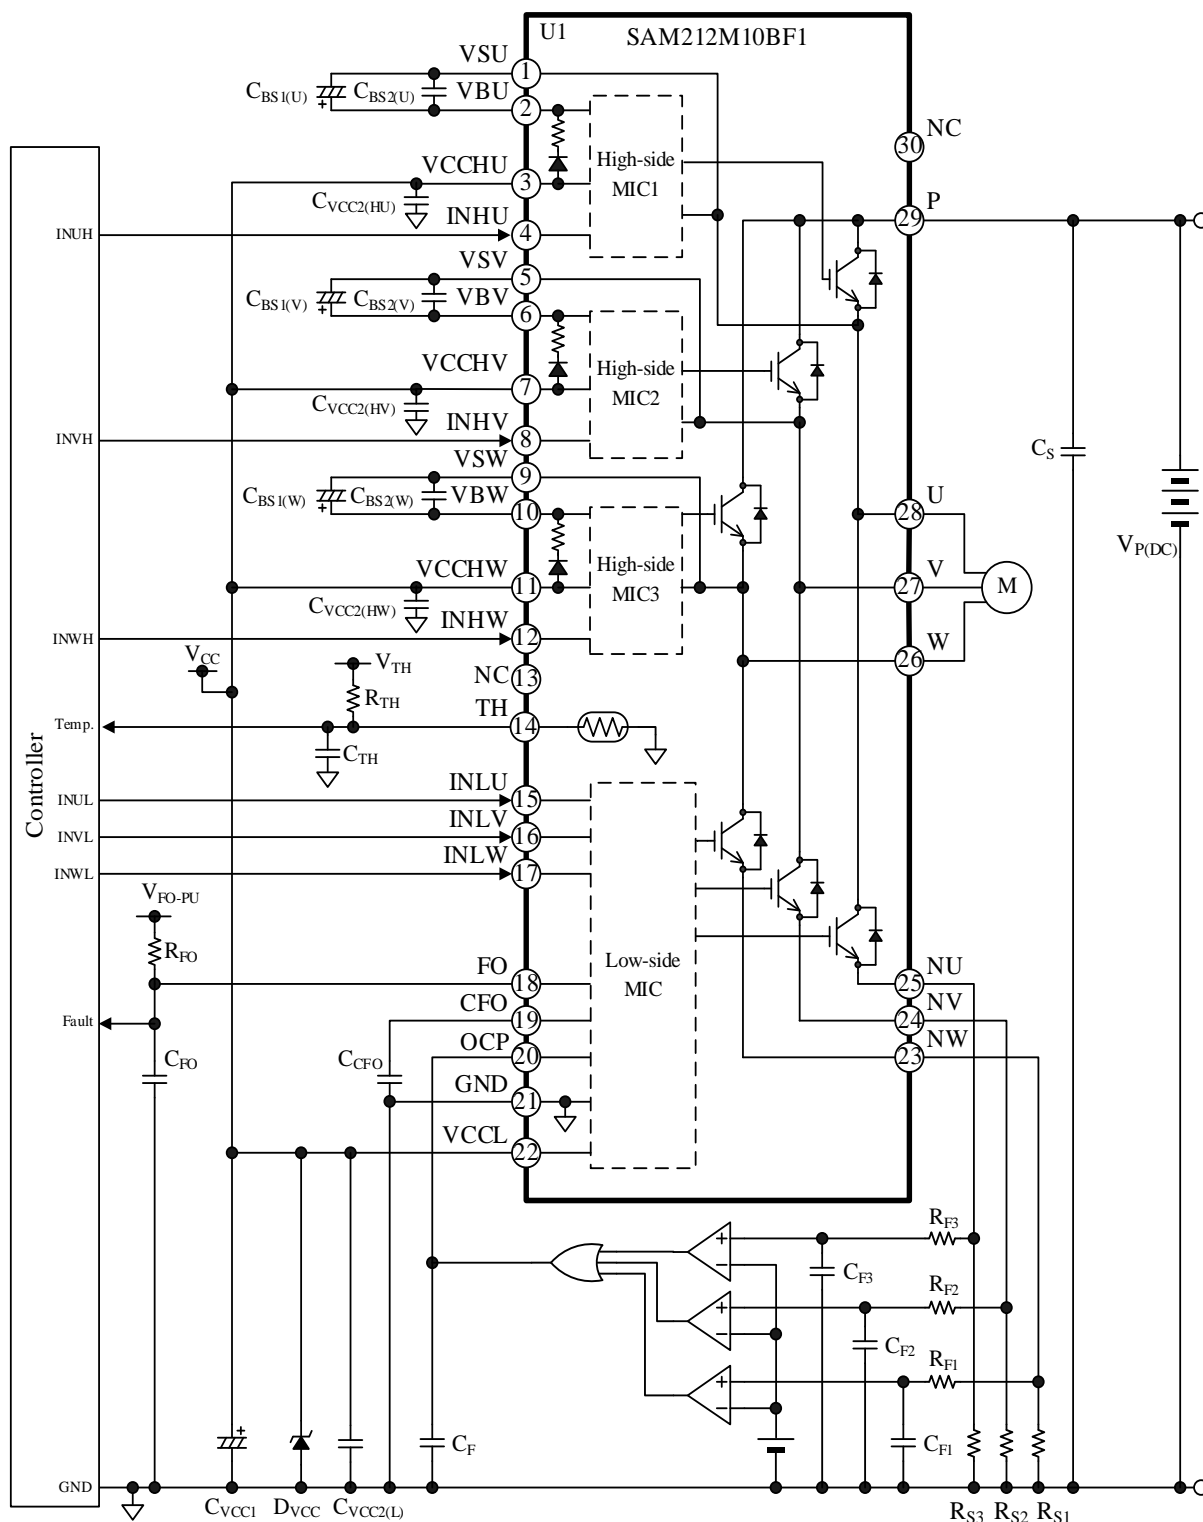 U1
SAM212M10BF1
VSU
1
CBS1(U)
+
CBS2(U)
VBU
2
VCCHU
3
CVCC2(HU)
INUH
INHU
4
High-side
MIC1
NC
30
P
29
VSV
5
CBS1(V)
+
CBS2(V)
VBV
6
VCCHV
7
CVCC2(HV)
INVH
INHV
8
High-side
MIC2
VSW
9
CBS1(W)
+
CBS2(W)
VBW
10
VCCHW
11
CVCC2(HW)
INWH
INHW
12
High-side
MIC3
CS
VP(DC)
U
28
V
27
M
W
26
VCC
NC
13
VTH
RTH
Temp.
TH
14
CTH
Controller
INUL
INLU
15
INVL
INLV
16
INWL
INLW
17
VFO-PU
RFO
FO
18
Fault
CFO
19
CFO
CCFO
OCP
20
GND
21
VCCL
22
Low-side
MIC
NU
25
NV
24
NW
23
+
−
RF3
CF3
+
−
RF2
CF2
+
−
RF1
CF1
+
CF
GND
CVCC1
DVCC
CVCC2(L)
RS3
RS2
RS1